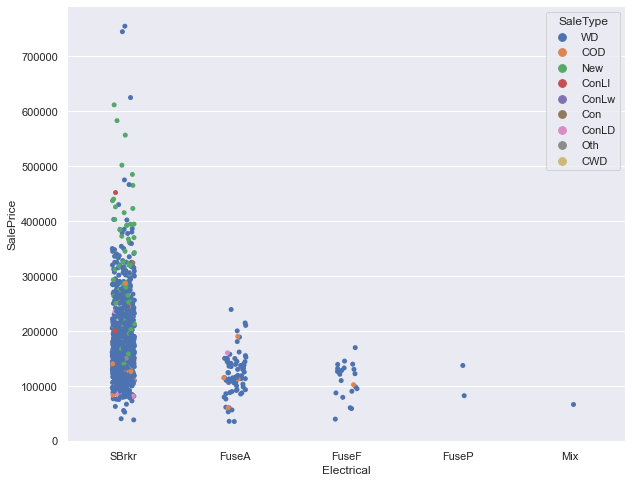 SaleType
WD
COD
New
ConLI
ConLw
Con
ConLD
Oth
CWD
SalePrice
700000
600000
500000
400000
300000
200000
100000
0
SBrkr
FuseA
FuseF
FuseP
Mix
Electrical